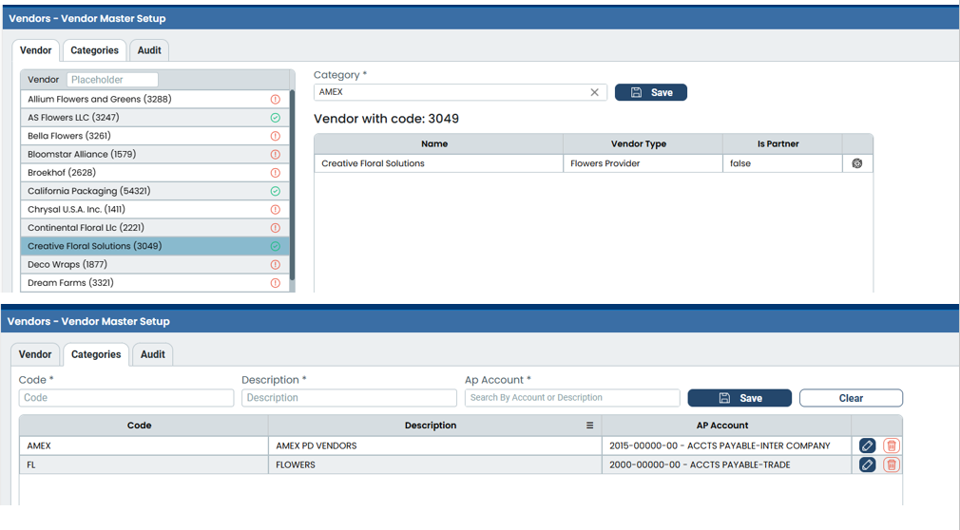 Vendors - Vendor Master Setup
Vendor Categories Audit
Vendor Placeholder
Allium Flowers and Greens (3288)
AS Flowers LLC (3247)
Bella Flowers (3261)
Bloomstar Alliance (1579)
Broekhof (2628)
California Packaging (54321)
Chrysal U.S.A. Inc. (1411)
Continental Floral Llc (2221)
Creative Floral Solutions (3049)
Deco Wraps (1877)
Dream Farms (3321)
Category *
AMEX Save
Vendor with code: 3049
Name Vendor Type Is Partner
Creative Floral Solutions Flowers Provider false
Vendors - Vendor Master Setup
Vendor Categories Audit
Code * Description * Ap Account *
Code Description Search By Account or Description Save Clear
Code Description AP Account
AMEX AMEX PD VENDORS 2015-00000-00 - ACCTS PAYABLE-INTER COMPANY
FL FLOWERS 2000-00000-00 - ACCTS PAYABLE-TRADE